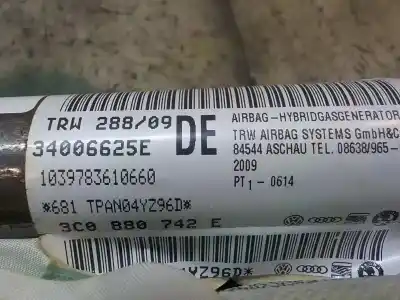 TRW 288/09
34006625E
DE
1039783610660
*681 TPAN04YZ96D*
3C0 880 742 E
AIRBAG-HYBRIDGASGENERATOR
TRW AIRBAG SYSTEMS GmbH&C
84544 ASCHAU TEL. 08638/965-
2009
PT1-0614
YZ96D*